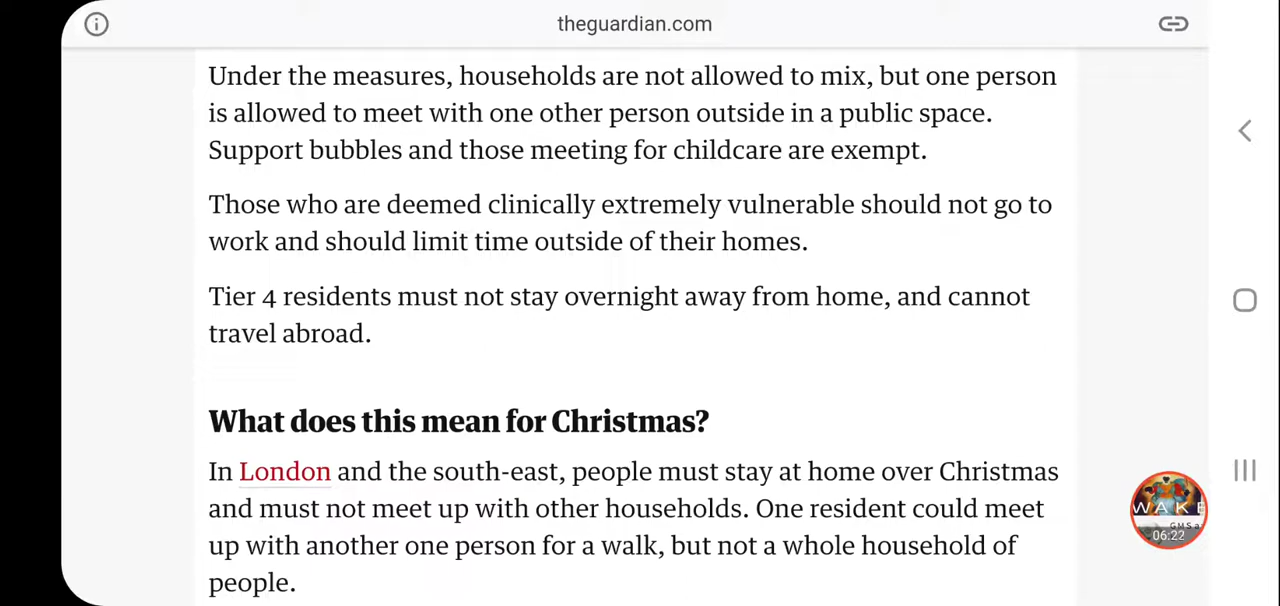 theguardian.com
Under the measures, households are not allowed to mix, but one person
is allowed to meet with one other person outside in a public space.
Support bubbles and those meeting for childcare are exempt.
Those who are deemed clinically extremely vulnerable should not go to
work and should limit time outside of their homes.
Tier 4 residents must not stay overnight away from home, and cannot
travel abroad.
What does this mean for Christmas?
In London and the south-east, people must stay at home over Christmas
and must not meet up with other households. One resident could meet
up with another one person for a walk, but not a whole household of
people.
WAKE
GMS a
06:22